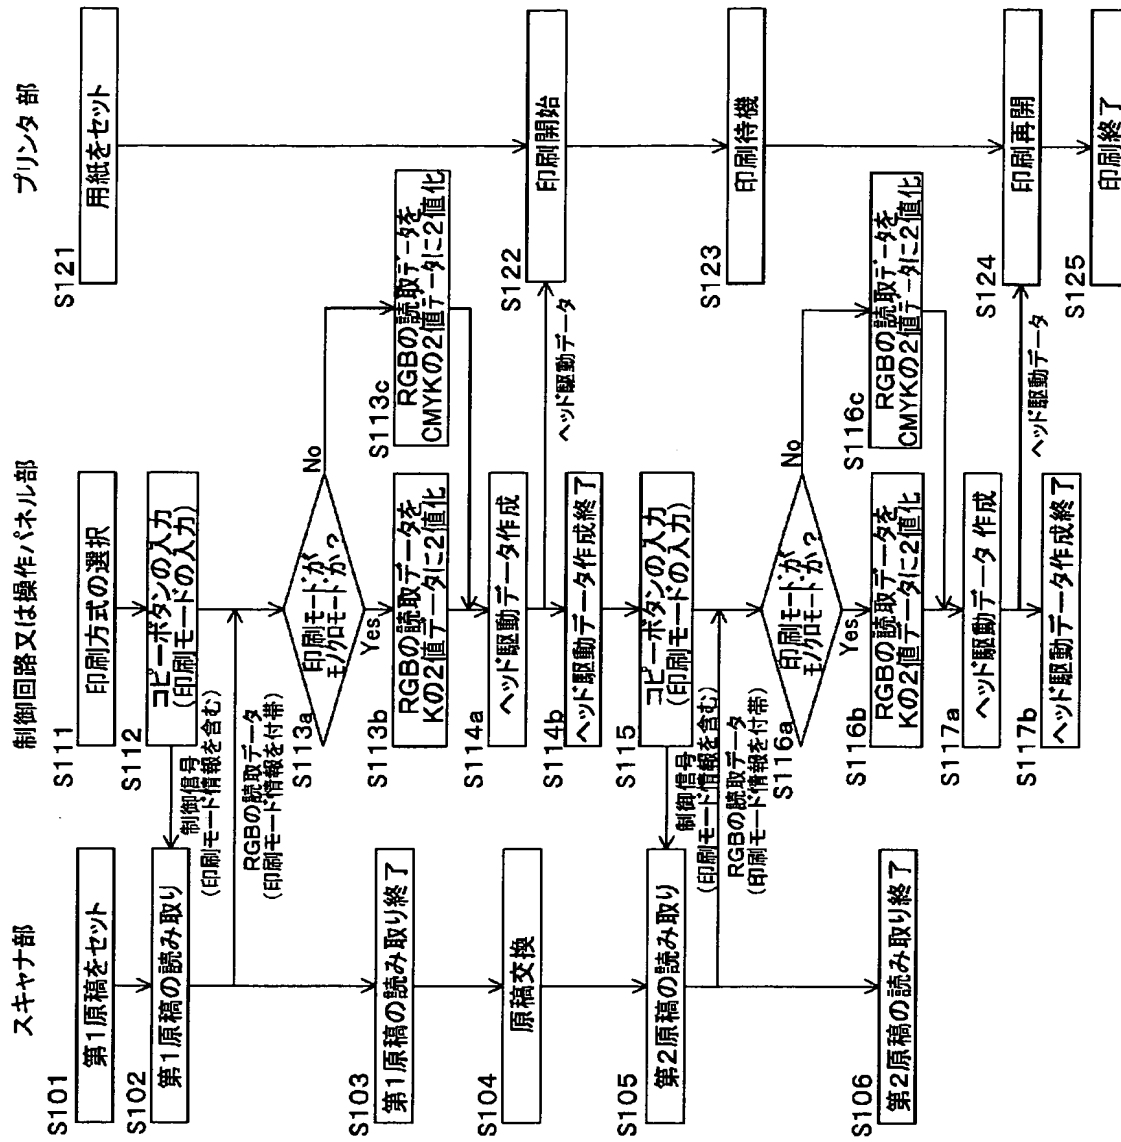 スキャナ部
S101
第1原稿をセット
S102
第1原稿の読み取り
S103
第1原稿の読み取り終了
S104
原稿交換
S105
第2原稿の読み取り
S106
第2原稿の読み取り終了
制御回路又は操作パネル部
S111
印刷方式の選択
S112
コピーボタンの入力
(印刷モードの入力)
制御信号
(印刷モード情報を含む)
RGBの読取データ
(印刷モード情報を付帯)
S113a
印刷モードが
モノクロモードか?
Yes
No
S113b
RGBの読取データを
Kの2値データに2値化
S113c
RGBの読取データを
CMYKの2値データに2値化
S114a
ヘッド駆動データ作成
ヘッド駆動データ
S114b
ヘッド駆動データ作成終了
S115
コピーボタンの入力
(印刷モードの入力)
制御信号
(印刷モード情報を含む)
RGBの読取データ
(印刷モード情報を付帯)
S116a
印刷モードが
モノクロモードか?
Yes
No
S116b
RGBの読取データを
Kの2値データに2値化
S116c
RGBの読取データを
CMYKの2値データに2値化
S117a
ヘッド駆動データ作成
ヘッド駆動データ
S117b
ヘッド駆動データ作成終了
プリンタ部
S121
用紙をセット
S122
印刷開始
S123
印刷待機
S124
印刷再開
S125
印刷終了